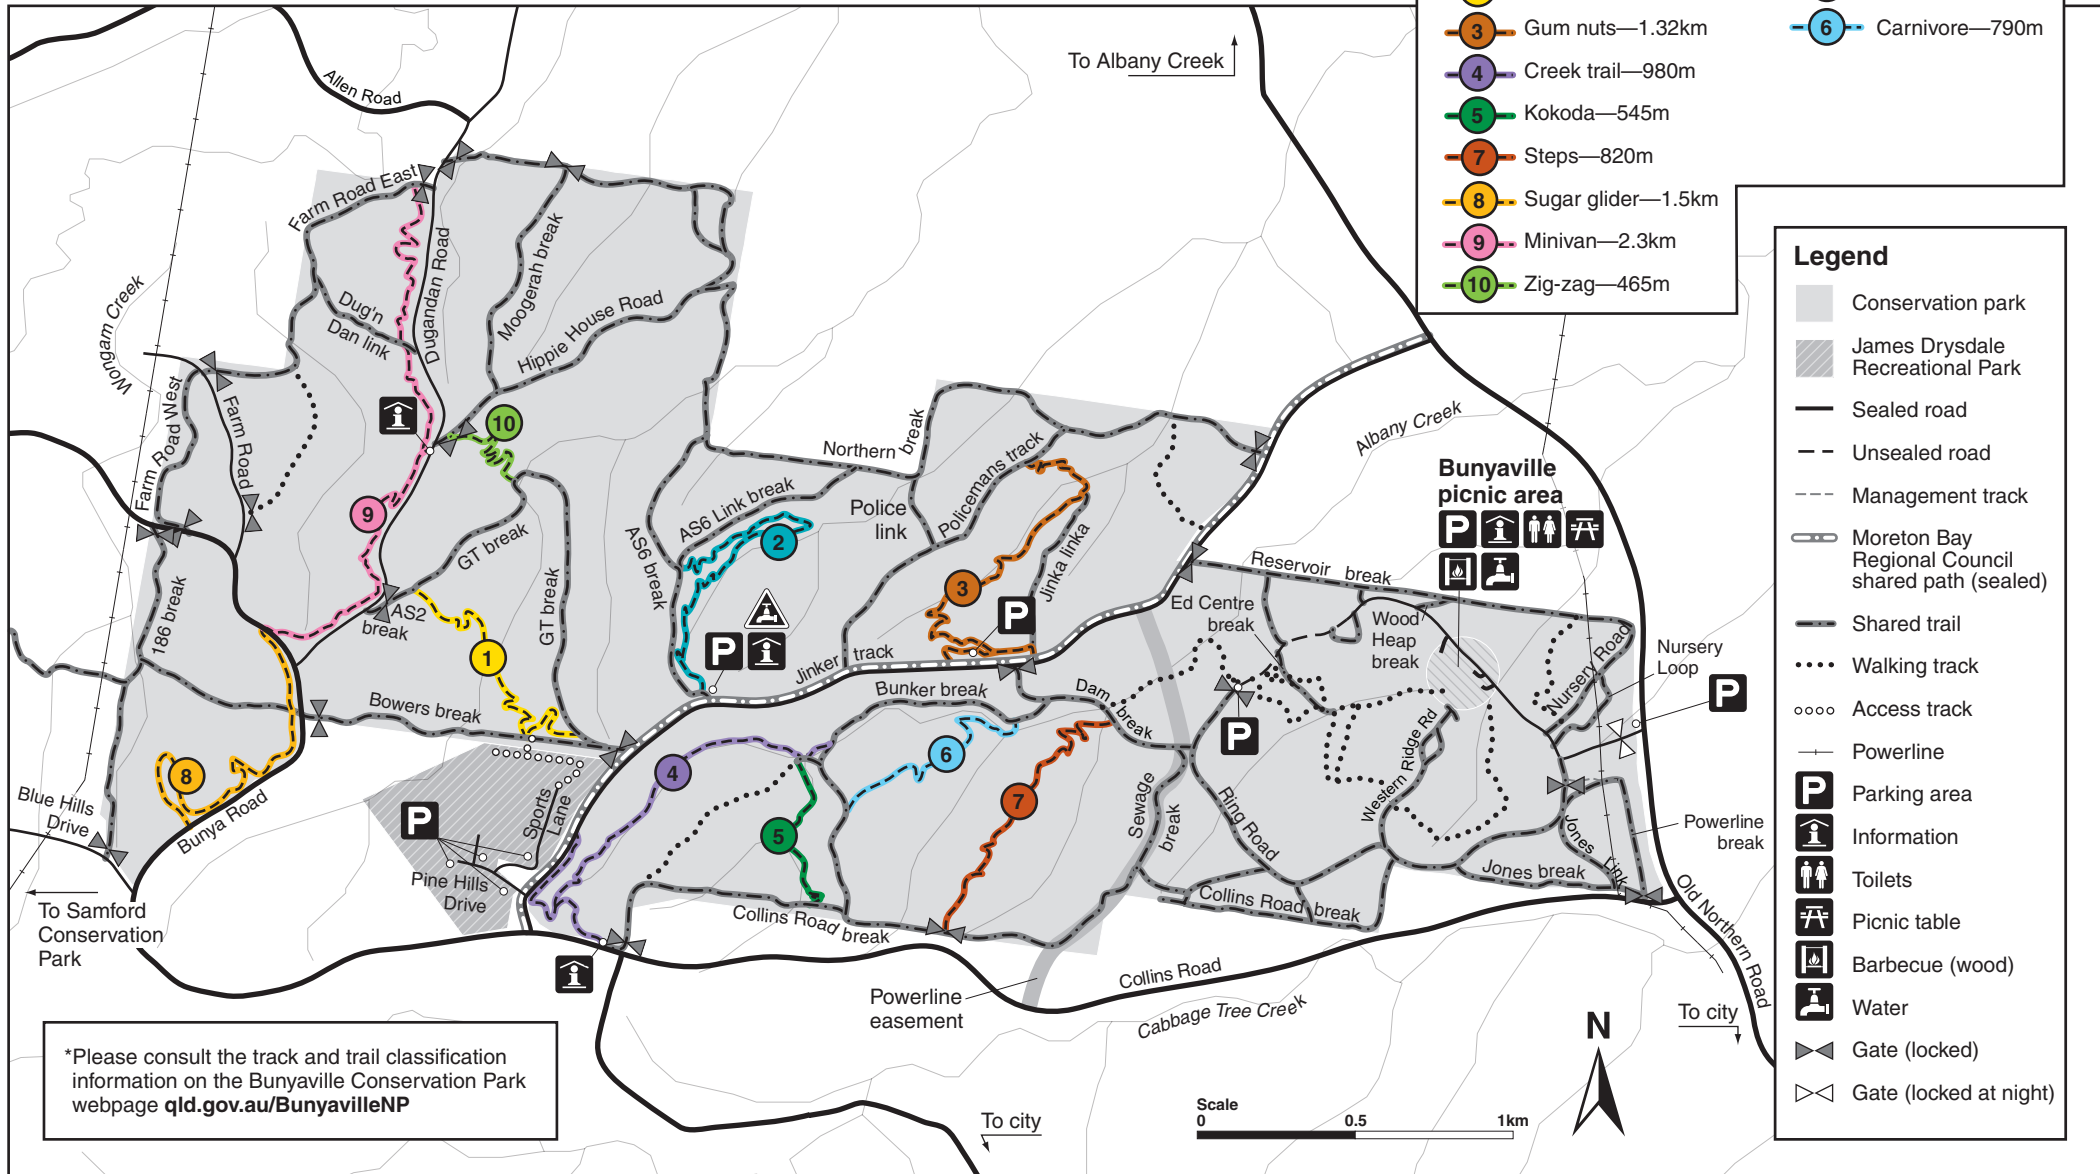 3 Gum nuts—1.32km
4 Creek trail—980m
5 Kokoda—545m
7 Steps—820m
8 Sugar glider—1.5km
9 Minivan—2.3km
10 Zig-zag—465m
6 Carnivore—790m
To Albany Creek
Allen Road
Farm Road East
Dugandan Road
Moogerah break
Hippie House Road
Dug'n
Dan link
Wongam Creek
Farm Road West
Farm Road
10
9
186 break
GT break
GT break
AS2
break
1
Bowers break
8
Blue Hills
Drive
Bunya Road
To Samford
Conservation
Park
P
Sports
Lane
Pine Hills
Drive
AS6 break
AS6 Link break
2
P
Northern break
Police
link
Policemans track
3
P
Jinka linka
Jinker track
Bunker break
Dam
break
4
5
6
7
Collins Road break
Sewage
break
Ring Road
Collins Road break
Powerline
easement
Collins Road
Cabbage Tree Creek
Albany Creek
Bunyaville
picnic area
P
Reservoir break
Ed Centre
break
Wood
Heap
break
P
Western Ridge Rd
Nursery Road
Nursery
Loop
P
Powerline
break
Jones Link
Jones break
Old Northern Road
To city
To city
N
Scale
0 0.5 1km
*Please consult the track and trail classification
information on the Bunyaville Conservation Park
webpage qld.gov.au/BunyavilleNP
Legend
Conservation park
James Drysdale
Recreational Park
Sealed road
Unsealed road
Management track
Moreton Bay
Regional Council
shared path (sealed)
Shared trail
Walking track
Access track
Powerline
P Parking area
Information
Toilets
Picnic table
Barbecue (wood)
Water
Gate (locked)
Gate (locked at night)